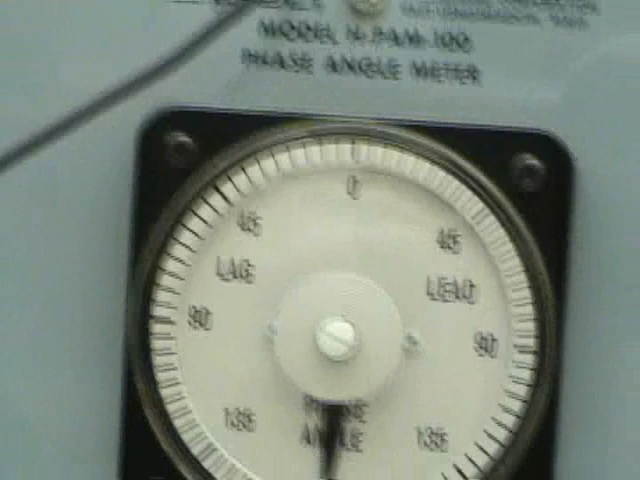 MODEL H-PAM-100
PHASE ANGLE METER
0
45 45
LAG LEAD
90 90
135 135
PHASE
ANGLE